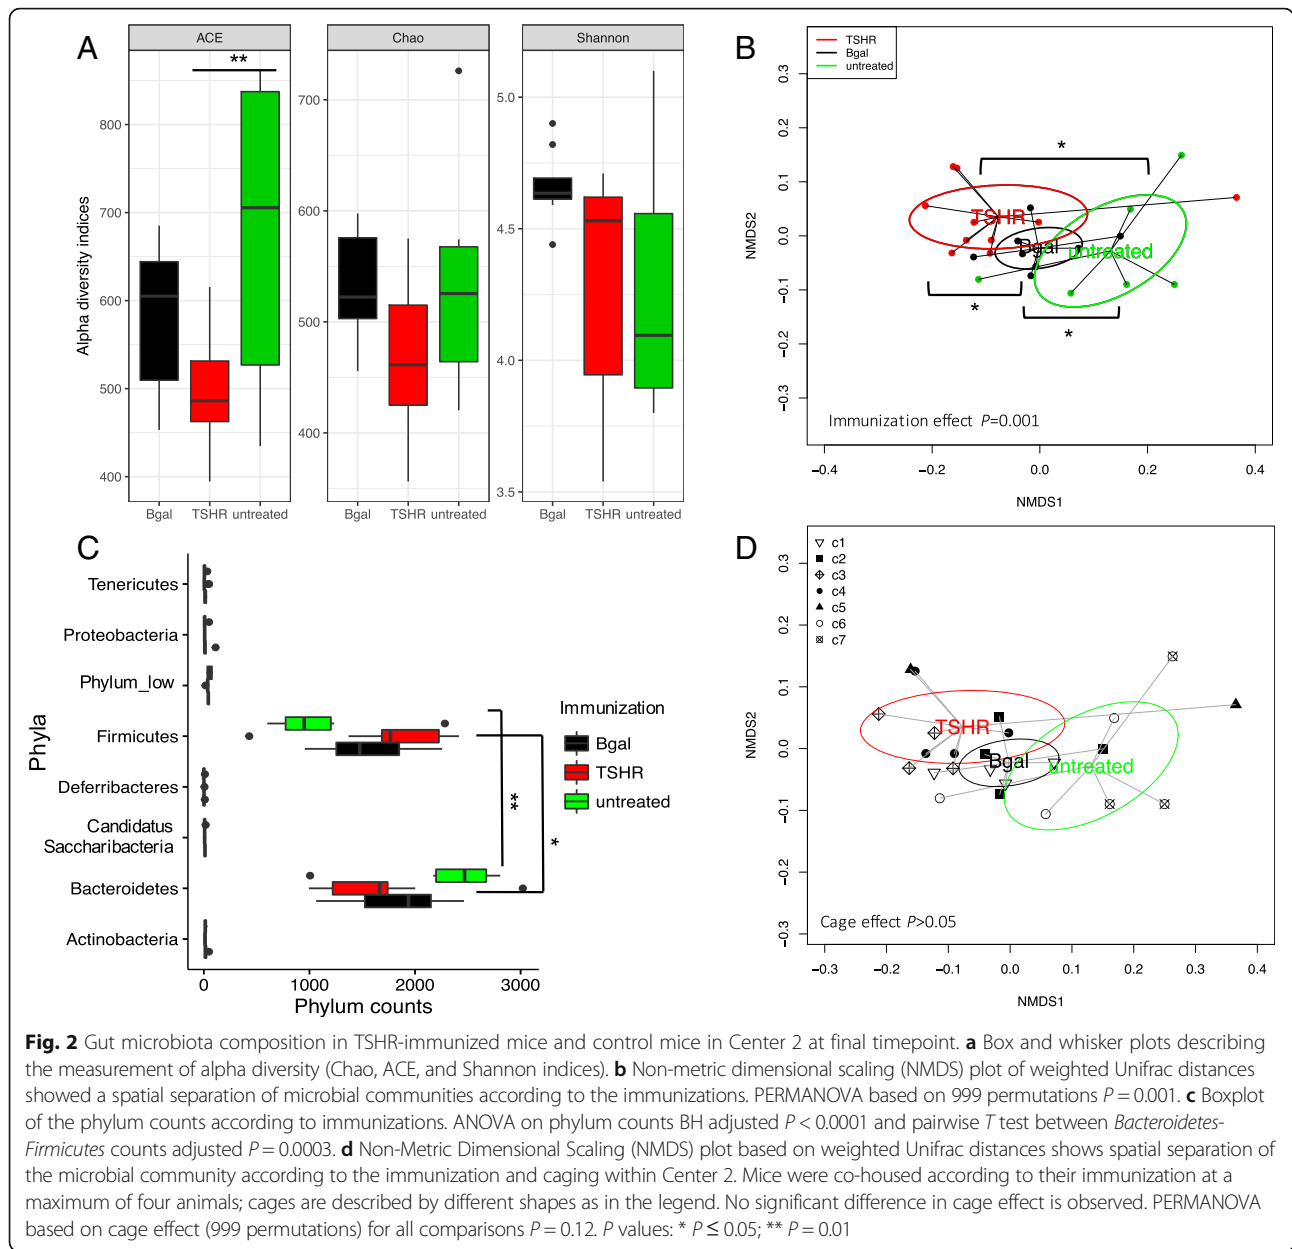 A
ACE
Chao
Shannon
Alpha diversity indices
**
800
700
600
500
400
700
600
500
400
5.0
4.5
4.0
3.5
Bgal TSHR untreated
Bgal TSHR untreated
Bgal TSHR untreated
B
TSHR
Bgal
untreated
NMDS2
0.3
0.2
0.1
0.0
−0.1
−0.2
−0.3
*
TSHR
Bgal
untreated
*
*
Immunization effect P=0.001
−0.4 −0.2 0.0 0.2 0.4
NMDS1
C
Phyla
Tenericutes
Proteobacteria
Phylum_low
Firmicutes
Deferribacteres
Candidatus
Saccharibacteria
Bacteroidetes
Actinobacteria
**
*
Immunization
Bgal
TSHR
untreated
0 1000 2000 3000
Phylum counts
D
c1
c2
c3
c4
c5
c6
c7
NMDS2
0.3
0.2
0.1
0.0
−0.1
−0.2
−0.3
TSHR
Bgal
untreated
Cage effect P>0.05
−0.3 −0.2 −0.1 0.0 0.1 0.2 0.3 0.4
NMDS1
Fig. 2 Gut microbiota composition in TSHR-immunized mice and control mice in Center 2 at final timepoint. a Box and whisker plots describing
the measurement of alpha diversity (Chao, ACE, and Shannon indices). b Non-metric dimensional scaling (NMDS) plot of weighted Unifrac distances
showed a spatial separation of microbial communities according to the immunizations. PERMANOVA based on 999 permutations P = 0.001. c Boxplot
of the phylum counts according to immunizations. ANOVA on phylum counts BH adjusted P < 0.0001 and pairwise T test between Bacteroidetes-
Firmicutes counts adjusted P = 0.0003. d Non-Metric Dimensional Scaling (NMDS) plot based on weighted Unifrac distances shows spatial separation of
the microbial community according to the immunization and caging within Center 2. Mice were co-housed according to their immunization at a
maximum of four animals; cages are described by different shapes as in the legend. No significant difference in cage effect is observed. PERMANOVA
based on cage effect (999 permutations) for all comparisons P = 0.12. P values: * P ≤ 0.05; ** P = 0.01